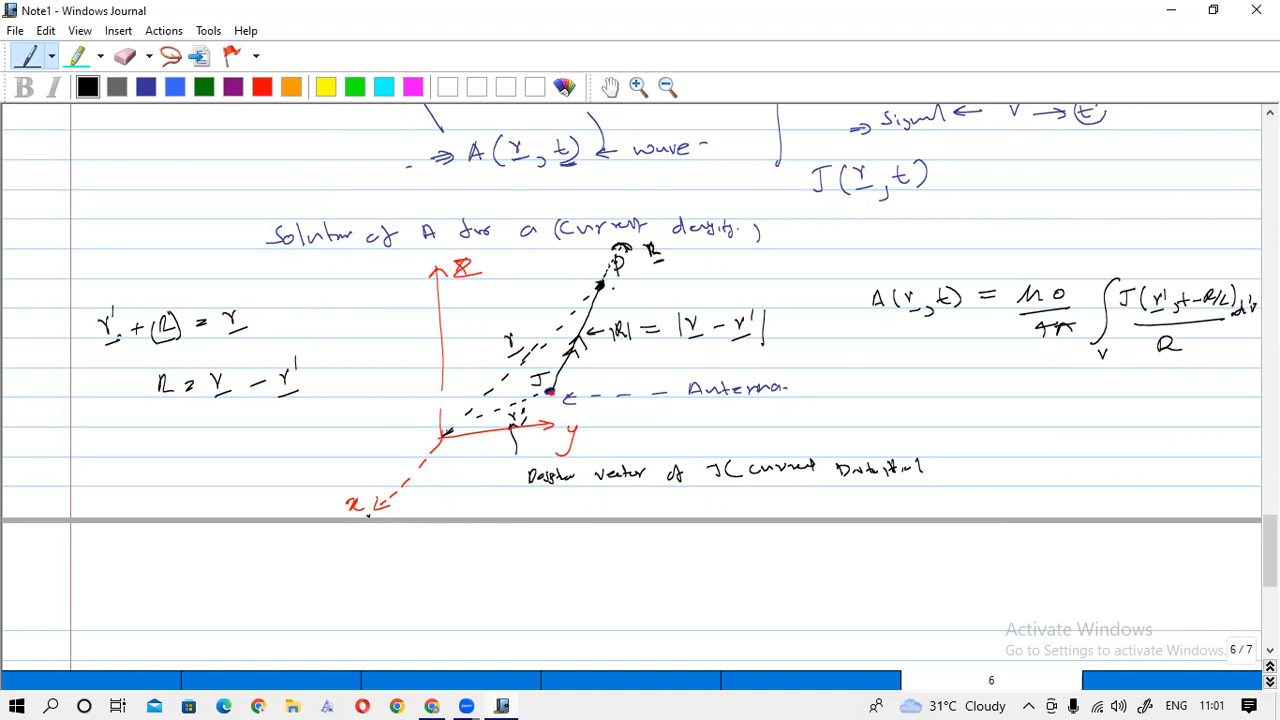 Note1 - Windows Journal
File Edit View Insert Actions Tools Help
B I
⇒ Signal ← V → t
⇒ A(r, t) ← wave -
J(r, t)
Solution of A for a (Current density.)
Z
P R
r' + (R) = r
r
← |R| = |r - r'|
A(r, t) = μ0/4π ∫V J(r', t-R/c)/R dv'
R = r - r'
J
← - - - Antenna
r'
y
vector of J (Current
x
Activate Windows
Go to Settings to activate Windows.
6 / 7
6
31°C Cloudy ENG 11:01